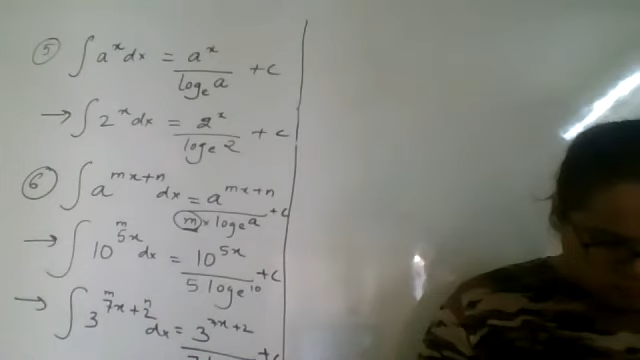 ⑤ ∫ a^x dx = a^x / log_e a + c
→ ∫ 2^x dx = 2^x / log_e 2 + c
⑥ ∫ a^(mx+n) dx = a^(mx+n) / (m × log_e a) + c
m
→ ∫ 10^(5x) dx = 10^(5x) / (5 log_e 10) + c
m n
→ ∫ 3^(7x+2) dx = 3^(7x+2) / 7 + c